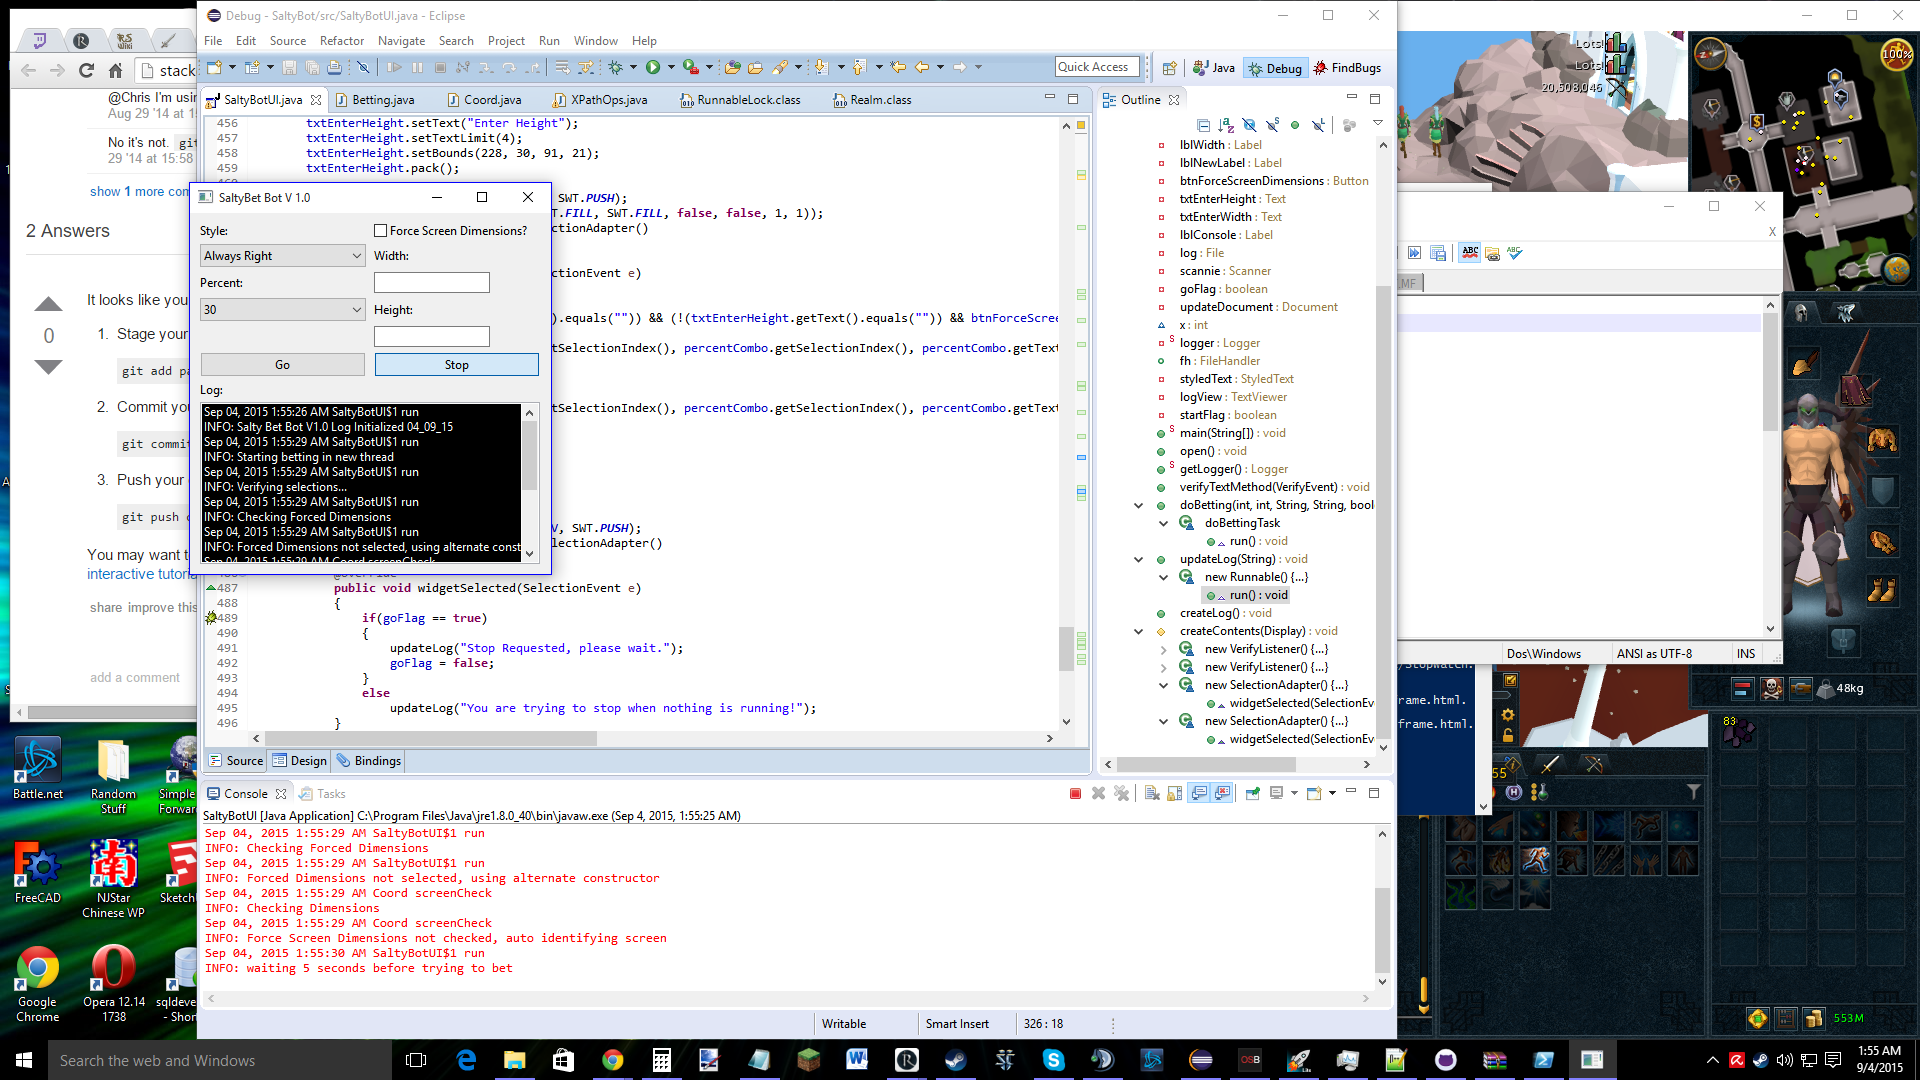 Debug - SaltyBot/src/SaltyBotUI.java - Eclipse
File Edit Source Refactor Navigate Search Project Run Window Help
Quick Access
Java Debug FindBugs
SaltyBotUI.java Betting.java Coord.java XPathOps.java RunnableLock.class Realm.class
456 txtEnterHeight.setText("Enter Height");
457 txtEnterHeight.setTextLimit(4);
458 txtEnterHeight.setBounds(228, 30, 91, 21);
459 txtEnterHeight.pack();
SWT.PUSH);
.FILL, SWT.FILL, false, false, 1, 1));
ctionAdapter()
ectionEvent e)
).equals("")) && (!(txtEnterHeight.getText().equals("")) && btnForceScree
tSelectionIndex(), percentCombo.getSelectionIndex(), percentCombo.getText
tSelectionIndex(), percentCombo.getSelectionIndex(), percentCombo.getText
V, SWT.PUSH);
lectionAdapter()
@Override
487 public void widgetSelected(SelectionEvent e)
488 {
489 if(goFlag == true)
490 {
491 updateLog("Stop Requested, please wait.");
492 goFlag = false;
493 }
494 else
495 updateLog("You are trying to stop when nothing is running!");
496 }
Source Design Bindings
SaltyBet Bot V 1.0
Style:
Force Screen Dimensions?
Always Right
Width:
Percent:
30
Height:
Go
Stop
Log:
Sep 04, 2015 1:55:26 AM SaltyBotUI$1 run
INFO: Salty Bet Bot V1.0 Log Initialized 04_09_15
Sep 04, 2015 1:55:29 AM SaltyBotUI$1 run
INFO: Starting betting in new thread
Sep 04, 2015 1:55:29 AM SaltyBotUI$1 run
INFO: Verifying selections...
Sep 04, 2015 1:55:29 AM SaltyBotUI$1 run
INFO: Checking Forced Dimensions
Sep 04, 2015 1:55:29 AM SaltyBotUI$1 run
INFO: Forced Dimensions not selected, using alternate const
Sep 04, 2015 1:55:29 AM Coord screenCheck
Outline
lblWidth : Label
lblNewLabel : Label
btnForceScreenDimensions : Button
txtEnterHeight : Text
txtEnterWidth : Text
lblConsole : Label
log : File
scannie : Scanner
goFlag : boolean
updateDocument : Document
x : int
logger : Logger
fh : FileHandler
styledText : StyledText
logView : TextViewer
startFlag : boolean
main(String[]) : void
open() : void
getLogger() : Logger
verifyTextMethod(VerifyEvent) : void
doBetting(int, int, String, String, bool
doBettingTask
run() : void
updateLog(String) : void
new Runnable() {...}
run() : void
createLog() : void
createContents(Display) : void
new VerifyListener() {...}
new VerifyListener() {...}
new SelectionAdapter() {...}
widgetSelected(SelectionEv
new SelectionAdapter() {...}
widgetSelected(SelectionEv
Console Tasks
SaltyBotUI [Java Application] C:\Program Files\Java\jre1.8.0_40\bin\javaw.exe (Sep 4, 2015, 1:55:25 AM)
Sep 04, 2015 1:55:29 AM SaltyBotUI$1 run
INFO: Checking Forced Dimensions
Sep 04, 2015 1:55:29 AM SaltyBotUI$1 run
INFO: Forced Dimensions not selected, using alternate constructor
Sep 04, 2015 1:55:29 AM Coord screenCheck
INFO: Checking Dimensions
Sep 04, 2015 1:55:29 AM Coord screenCheck
INFO: Force Screen Dimensions not checked, auto identifying screen
Sep 04, 2015 1:55:30 AM SaltyBotUI$1 run
INFO: waiting 5 seconds before trying to bet
Writable Smart Insert 326 : 18
stack
@Chris I'm usin
Aug 29 '14 at 1
No it's not. git
29 '14 at 15:58
show 1 more com
2 Answers
It looks like you
0
1. Stage your
git add pa
2. Commit you
git commit
3. Push your
git push o
You may want t
interactive tutoria
share improve this
add a comment
Lots!
Lots!
20,508,046
100%
X
Dos\Windows ANSI as UTF-8 INS
/Stopwatch.
frame.html.
frame.html.
48kg
83
55
553M
Battle.net
Random Stuff
Simple Forward
FreeCAD
NJStar Chinese WP
南
Sketch
Google Chrome
Opera 12.14 1738
sqldeve - Short
Search the web and Windows
1:55 AM
9/4/2015